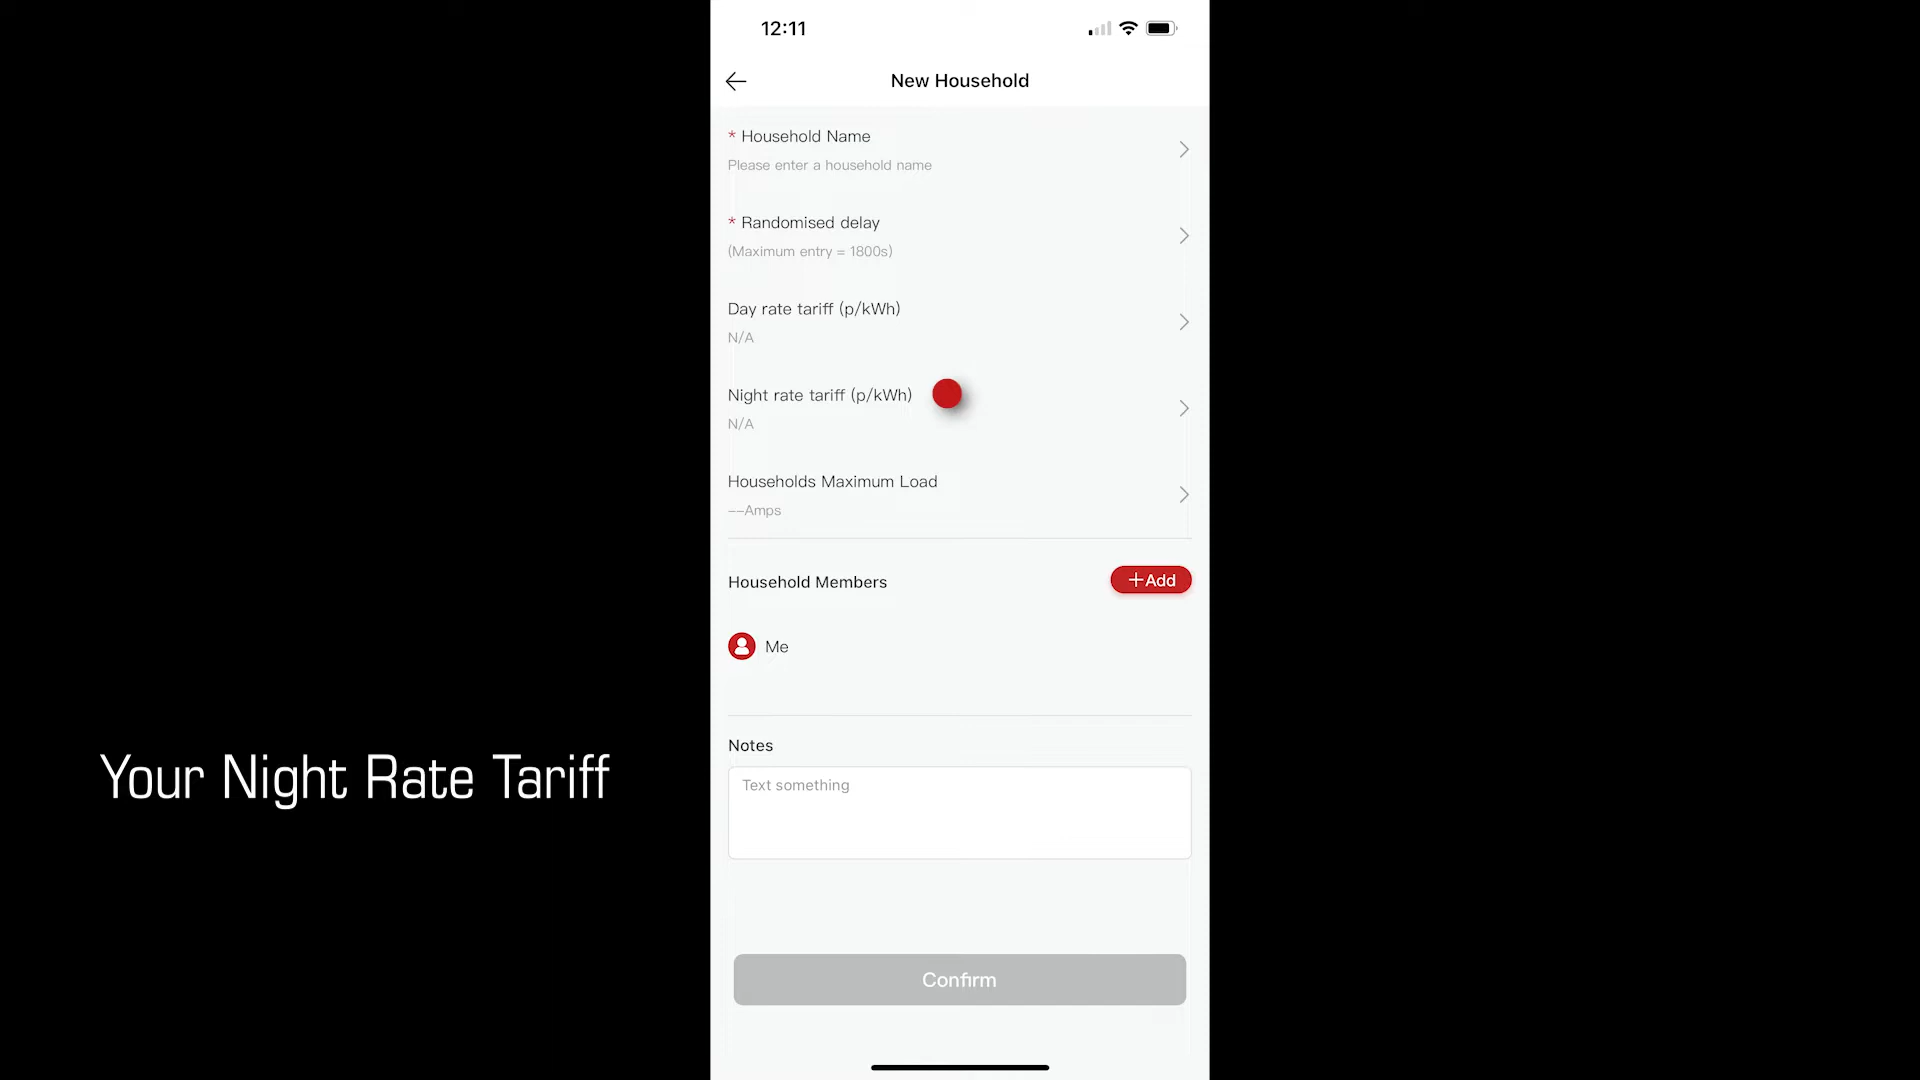 12:11
New Household
* Household Name
Please enter a household name
* Randomised delay
(Maximum entry = 1800s)
Day rate tariff (p/kWh)
N/A
Night rate tariff (p/kWh)
N/A
Households Maximum Load
--Amps
Household Members
+Add
Me
Notes
Text something
Confirm
Your Night Rate Tariff